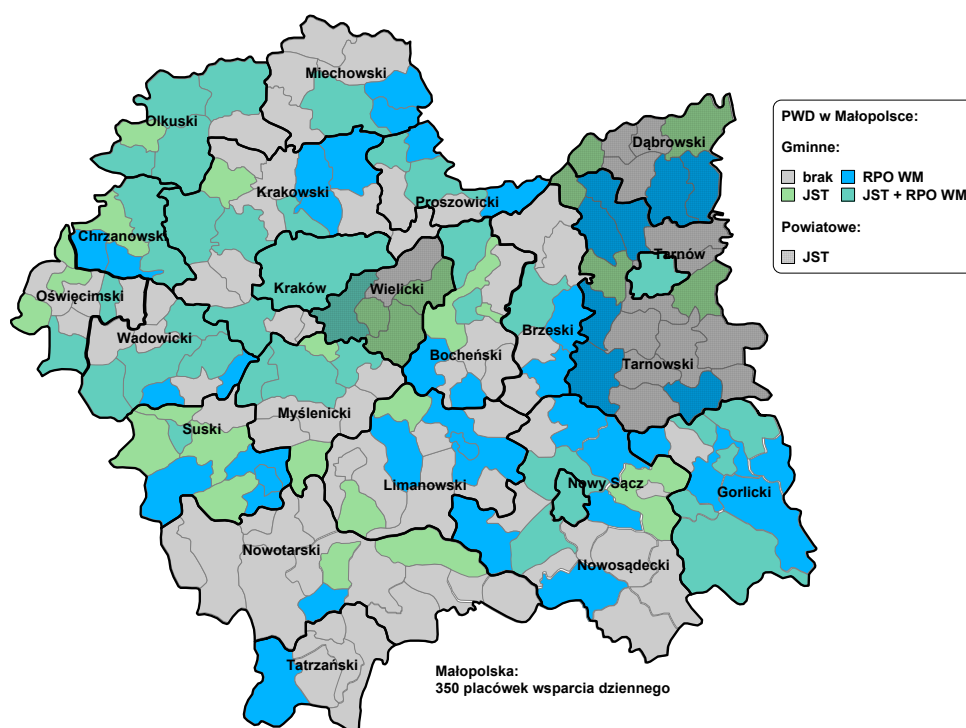 Miechowski
Olkuski
Dąbrowski
Krakowski
Proszowicki
Chrzanowski
Tarnów
Kraków
Wielicki
Oświęcimski
Wadowicki
Brzeski
Bocheński
Tarnowski
Myślenicki
Suski
Limanowski
Nowy Sącz
Gorlicki
Nowotarski
Nowosądecki
Tatrzański
Małopolska:
350 placówek wsparcia dziennego
PWD w Małopolsce:
Gminne:
brak RPO WM
JST JST + RPO WM
Powiatowe:
JST